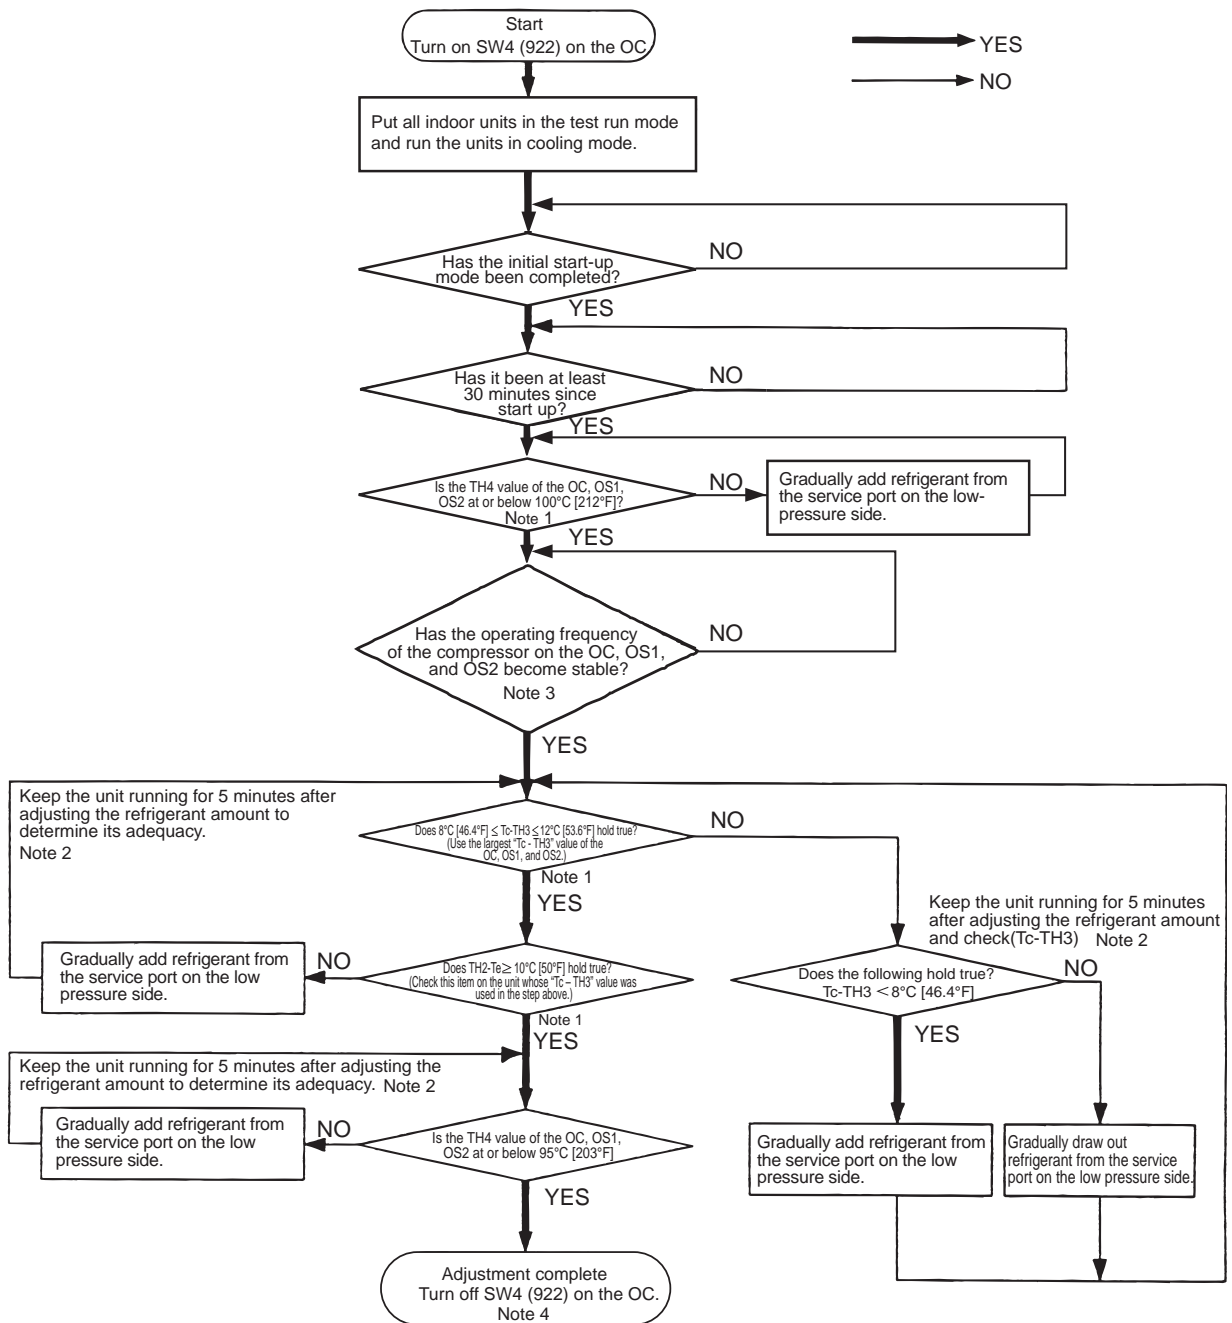 Start
Turn on SW4 (922) on the OC.
YES
NO
Put all indoor units in the test run mode
and run the units in cooling mode.
NO
Has the initial start-up
mode been completed?
YES
Has it been at least
30 minutes since
start up?
NO
YES
Is the TH4 value of the OC, OS1,
OS2 at or below 100°C [212°F]?
Note 1
NO
Gradually add refrigerant from
the service port on the low-
pressure side.
YES
Has the operating frequency
of the compressor on the OC, OS1,
and OS2 become stable?
Note 3
NO
YES
Keep the unit running for 5 minutes after
adjusting the refrigerant amount to
determine its adequacy.
Note 2
Does 8°C [46.4°F] ≤ Tc-TH3 ≤12°C [53.6°F] hold true?
(Use the largest “Tc - TH3” value of the
OC, OS1, and OS2.)
Note 1
NO
YES
Keep the unit running for 5 minutes
after adjusting the refrigerant amount
and check(Tc-TH3) Note 2
Gradually add refrigerant from
the service port on the low
pressure side.
NO
Does TH2-Te≥ 10°C [50°F] hold true?
(Check this item on the unit whose “Tc – TH3” value was
used in the step above.)
Note 1
YES
Does the following hold true?
Tc-TH3 < 8°C [46.4°F]
NO
YES
Keep the unit running for 5 minutes after adjusting the
refrigerant amount to determine its adequacy. Note 2
Gradually add refrigerant from
the service port on the low
pressure side.
NO
Is the TH4 value of the OC, OS1,
OS2 at or below 95°C [203°F]
YES
Gradually add refrigerant from
the service port on the low
pressure side.
Gradually draw out
refrigerant from the service
port on the low pressure side.
Adjustment complete
Turn off SW4 (922) on the OC.
Note 4